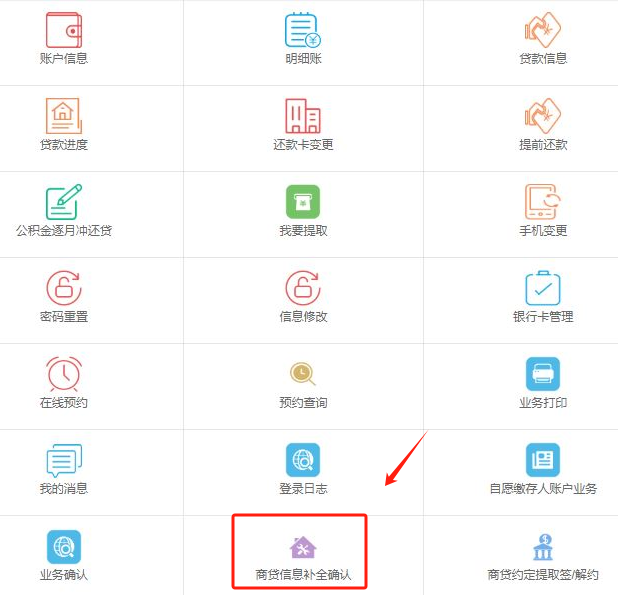 账户信息
明细账
贷款信息
贷款进度
还款卡变更
提前还款
公积金逐月冲还贷
我要提取
手机变更
密码重置
信息修改
银行卡管理
在线预约
预约查询
业务打印
我的消息
登录日志
自愿缴存人账户业务
业务确认
商贷信息补全确认
商贷约定提取签/解约